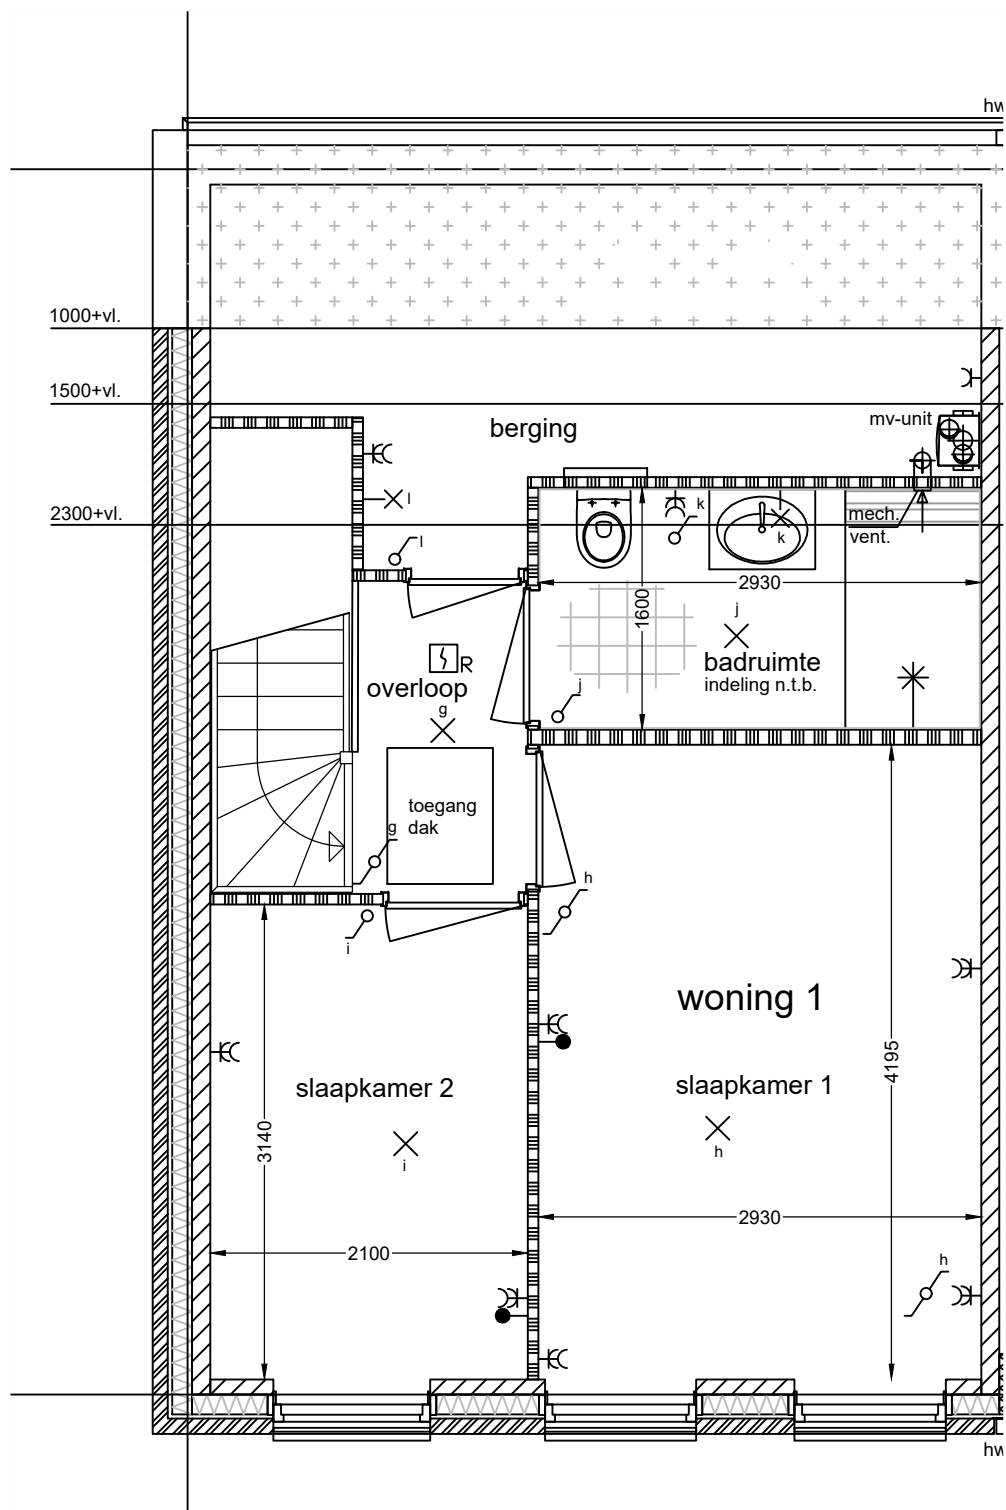 hw
1000+vl.
1500+vl.
mv-unit
berging
l
k
2300+vl.
mech.
vent.
k
l
2930
1600
j
R
badruimte
overloop
indeling n.t.b.
j
g
toegang
g
dak
h
i
woning 1
4195
slaapkamer 2
slaapkamer 1
3140
h
i
2930
2100
h
hw